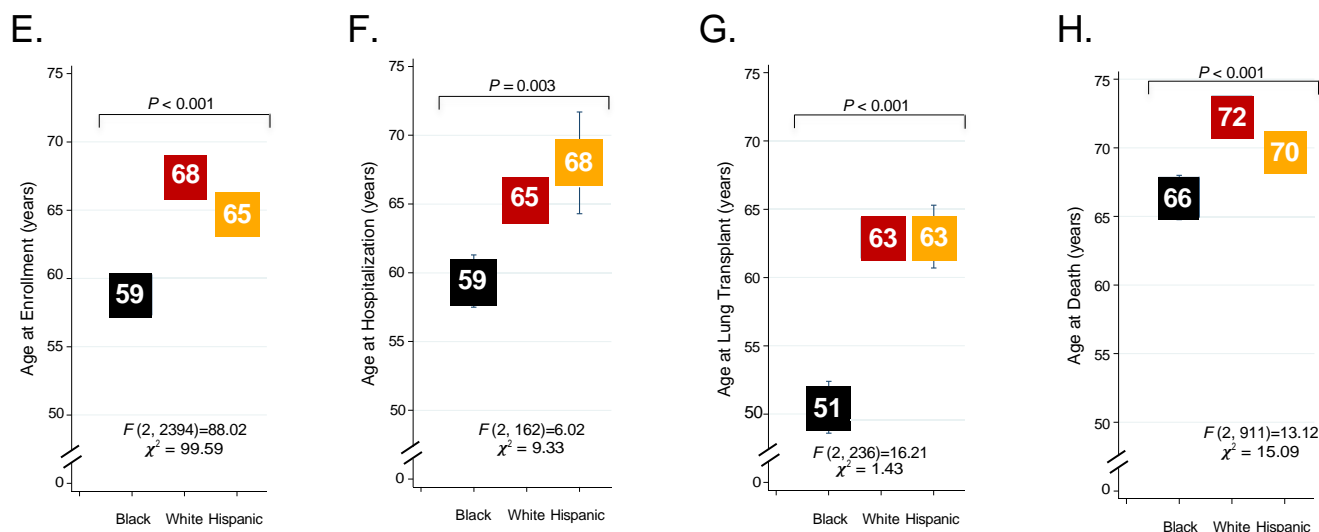 E.
Age at Enrollment (years)
75
70
65
60
55
50
0
P < 0.001
59
68
65
F (2, 2394)=88.02
χ² = 99.59
Black White Hispanic
F.
Age at Hospitalization (years)
75
70
65
60
55
50
0
P = 0.003
59
65
68
F (2, 162)=6.02
χ² = 9.33
Black White Hispanic
G.
Age at Lung Transplant (years)
75
70
65
60
55
50
0
P < 0.001
51
63
63
F (2, 236)=16.21
χ² = 1.43
Black White Hispanic
H.
Age at Death (years)
75
70
65
60
55
50
0
P < 0.001
66
72
70
F (2, 911)=13.12
χ² = 15.09
Black White Hispanic